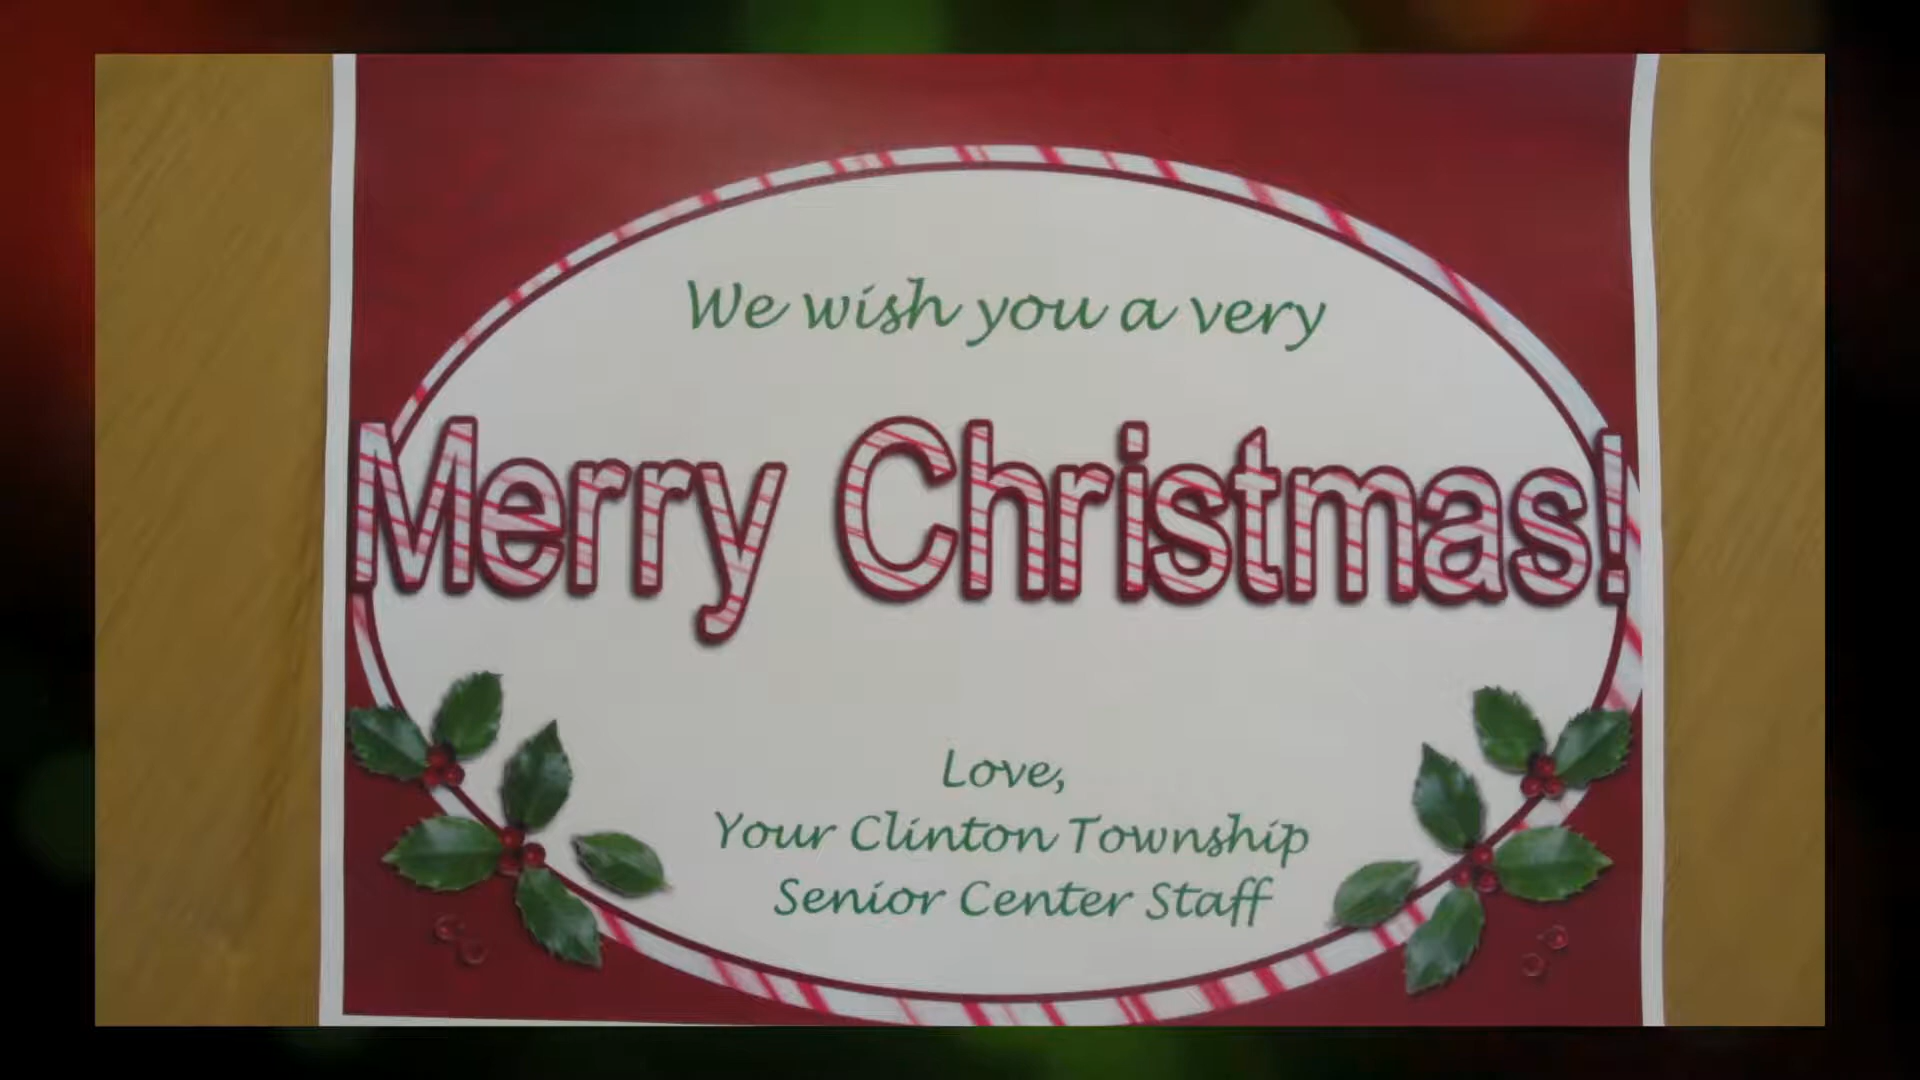 We wish you a very
Merry Christmas!
Love,
Your Clinton Township
Senior Center Staff